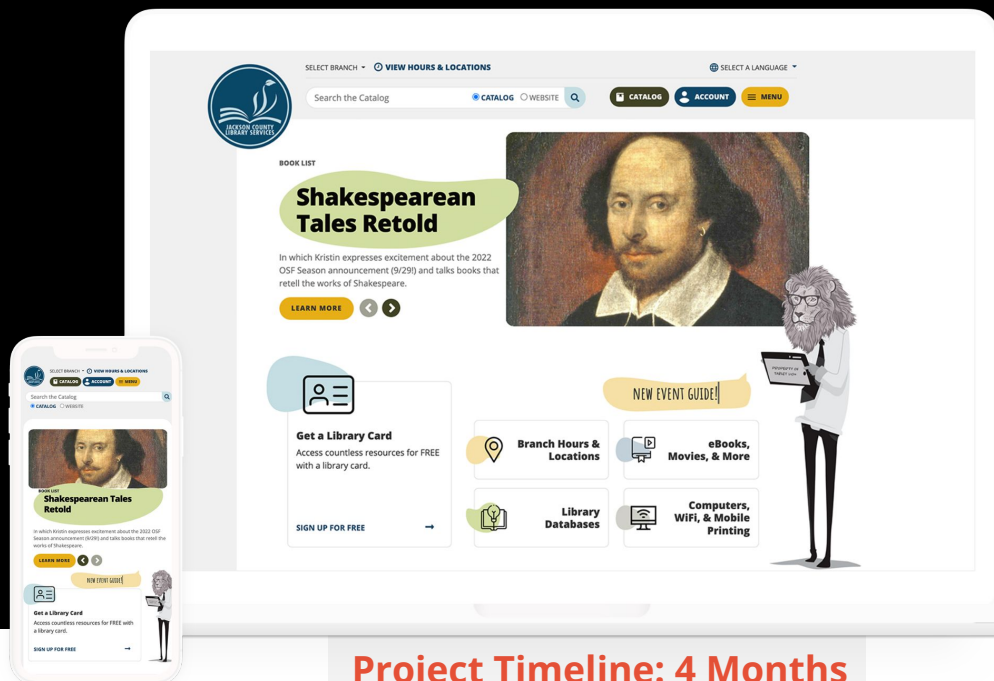 SELECT BRANCH VIEW HOURS & LOCATIONS
SELECT A LANGUAGE
JACKSON COUNTY
LIBRARY SERVICES
Search the Catalog
CATALOG WEBSITE
CATALOG
ACCOUNT
MENU
BOOK LIST
Shakespearean
Tales Retold
In which Kristin expresses excitement about the 2022
OSF Season announcement (9/29!) and talks books that
retell the works of Shakespeare.
LEARN MORE
PROPERTY OF
NEW EVENT GUIDE!
Get a Library Card
Access countless resources for FREE
with a library card.
SIGN UP FOR FREE
Branch Hours &
Locations
eBooks,
Movies, & More
Library
Databases
Computers,
WiFi, & Mobile
Printing
SELECT BRANCH VIEW HOURS & LOCATIONS
CATALOG
ACCOUNT
MENU
Search the Catalog
CATALOG WEBSITE
BOOK LIST
Shakespearean Tales
Retold
In which Kristin expresses excitement about the 2022 OSF
Season announcement (9/29!) and talks books that retell the
works of Shakespeare.
LEARN MORE
NEW EVENT GUIDE!
Get a Library Card
Access countless resources for FREE with
a library card.
SIGN UP FOR FREE
Project Timeline: 4 Months